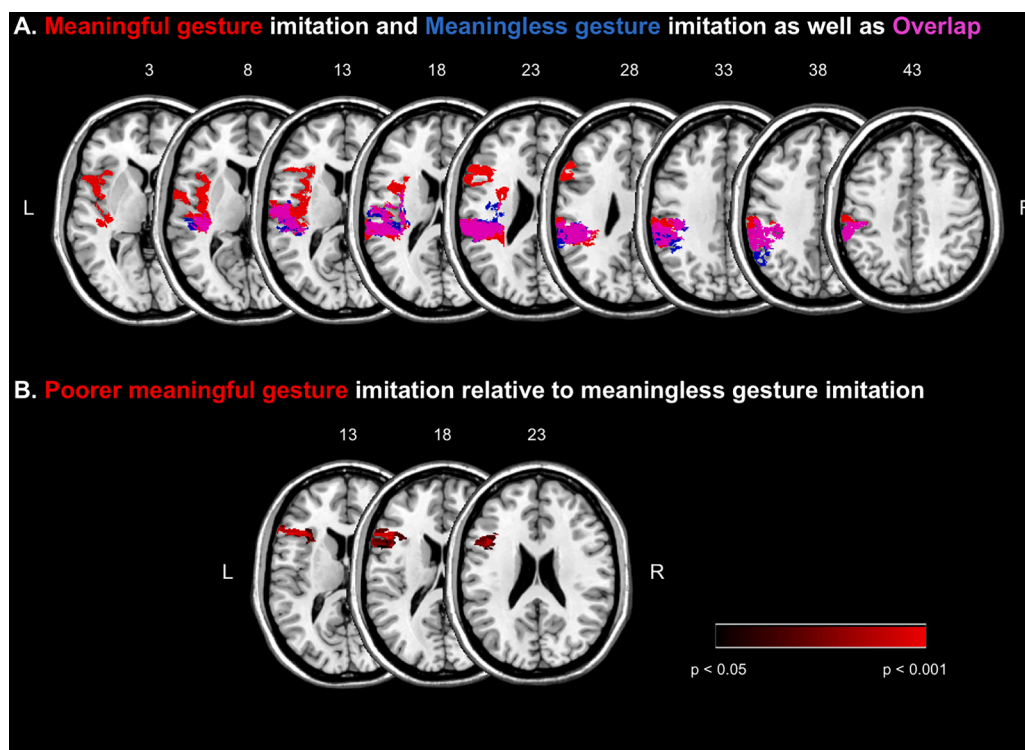 A. Meaningful gesture imitation and Meaningless gesture imitation as well as Overlap
3 8 13 18 23 28 33 38 43
L
B. Poorer meaningful gesture imitation relative to meaningless gesture imitation
13 18 23
L R
p < 0.05 p < 0.001